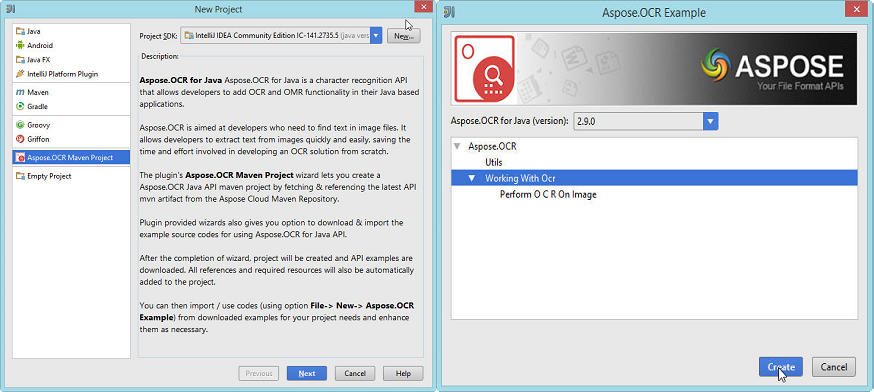 New Project
Java
Android
Java FX
IntelliJ Platform Plugin
Maven
Gradle
Groovy
Griffon
Aspose.OCR Maven Project
Empty Project
Project SDK: IntelliJ IDEA Community Edition IC-141.2735.5 (java vers New...
Description:
Aspose.OCR for Java Aspose.OCR for Java is a character recognition API
that allows developers to add OCR and OMR functionality in their Java based
applications.
Aspose.OCR is aimed at developers who need to find text in image files. It
allows developers to extract text from images quickly and easily, saving the
time and effort involved in developing an OCR solution from scratch.
The plugin's Aspose.OCR Maven Project wizard lets you create a
Aspose.OCR Java API maven project by fetching & referencing the latest API
mvn artifact from the Aspose Cloud Maven Repository.
Plugin provided wizards also gives you option to download & import the
example source codes for using Aspose.OCR for Java API.
After the completion of wizard, project will be created and API examples are
downloaded. All references and required resources will also be automatically
added to the project.
You can then import / use codes (using option File-> New-> Aspose.OCR
Example) from downloaded examples for your project needs and enhance
them as necessary.
Previous Next Cancel Help
Aspose.OCR Example
ASPOSE
Your File Format APIs
Aspose.OCR for Java (version): 2.9.0
Aspose.OCR
Utils
Working With Ocr
Perform O C R On Image
Create Cancel